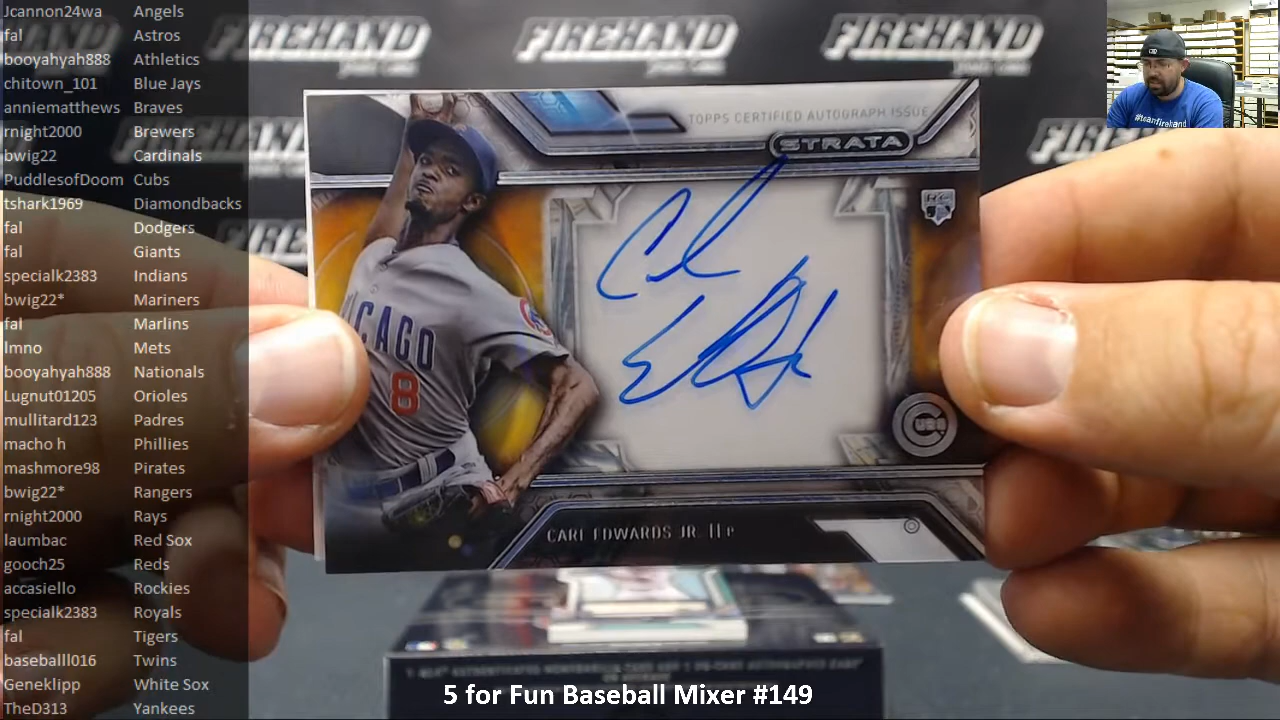 Jcannon24wa Angels
fal Astros
booyahyah888 Athletics
chitown_101 Blue Jays
anniematthews Braves
rnight2000 Brewers
bwig22 Cardinals
PuddlesofDoom Cubs
tshark1969 Diamondbacks
fal Dodgers
fal Giants
specialk2383 Indians
bwig22* Mariners
fal Marlins
lmno Mets
booyahyah888 Nationals
Lugnut01205 Orioles
mullitard123 Padres
macho h Phillies
mashmore98 Pirates
bwig22* Rangers
rnight2000 Rays
laumbac Red Sox
gooch25 Reds
accasiello Rockies
specialk2383 Royals
fal Tigers
baseballl016 Twins
Geneklipp White Sox
TheD313 Yankees
FIREHAND
FIREHAND
FIREHAND
#teamfirehand
TOPPS CERTIFIED AUTOGRAPH ISSUE
STRATA
RC
CHICAGO
8
CUBS
CARL EDWARDS JR. || P
5 for Fun Baseball Mixer #149